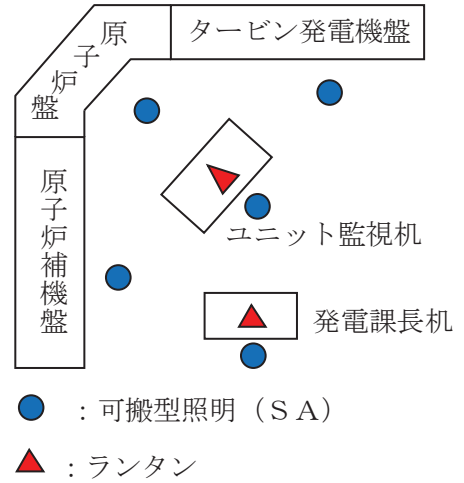 原子炉盤
タービン発電機盤
原子炉補機盤
ユニット監視机
発電課長机
：可搬型照明（ＳＡ）
：ランタン